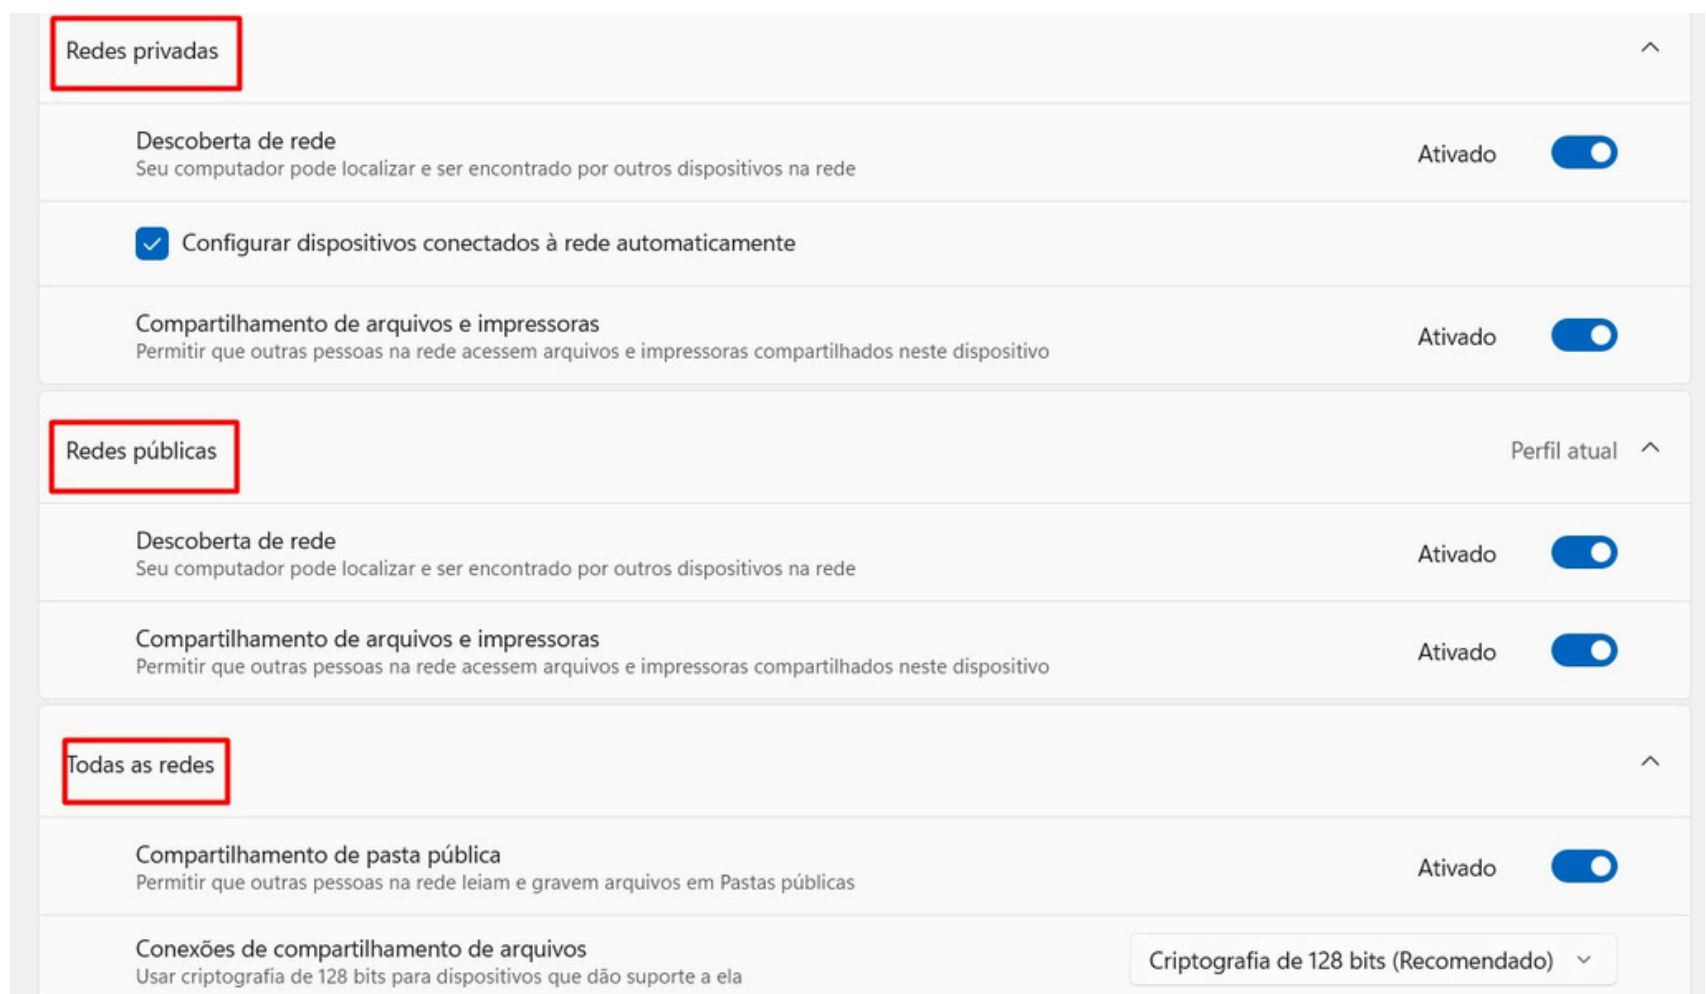 Redes privadas
Descoberta de rede
Ativado
Seu computador pode localizar e ser encontrado por outros dispositivos na rede
Configurar dispositivos conectados à rede automaticamente
Compartilhamento de arquivos e impressoras
Ativado
Permitir que outras pessoas na rede acessem arquivos e impressoras compartilhados neste dispositivo
Redes públicas
Perfil atual
Descoberta de rede
Ativado
Seu computador pode localizar e ser encontrado por outros dispositivos na rede
Compartilhamento de arquivos e impressoras
Ativado
Permitir que outras pessoas na rede acessem arquivos e impressoras compartilhados neste dispositivo
Todas as redes
Compartilhamento de pasta pública
Ativado
Permitir que outras pessoas na rede leiam e gravem arquivos em Pastas públicas
Conexões de compartilhamento de arquivos
Criptografia de 128 bits (Recomendado)
Usar criptografia de 128 bits para dispositivos que dão suporte a ela